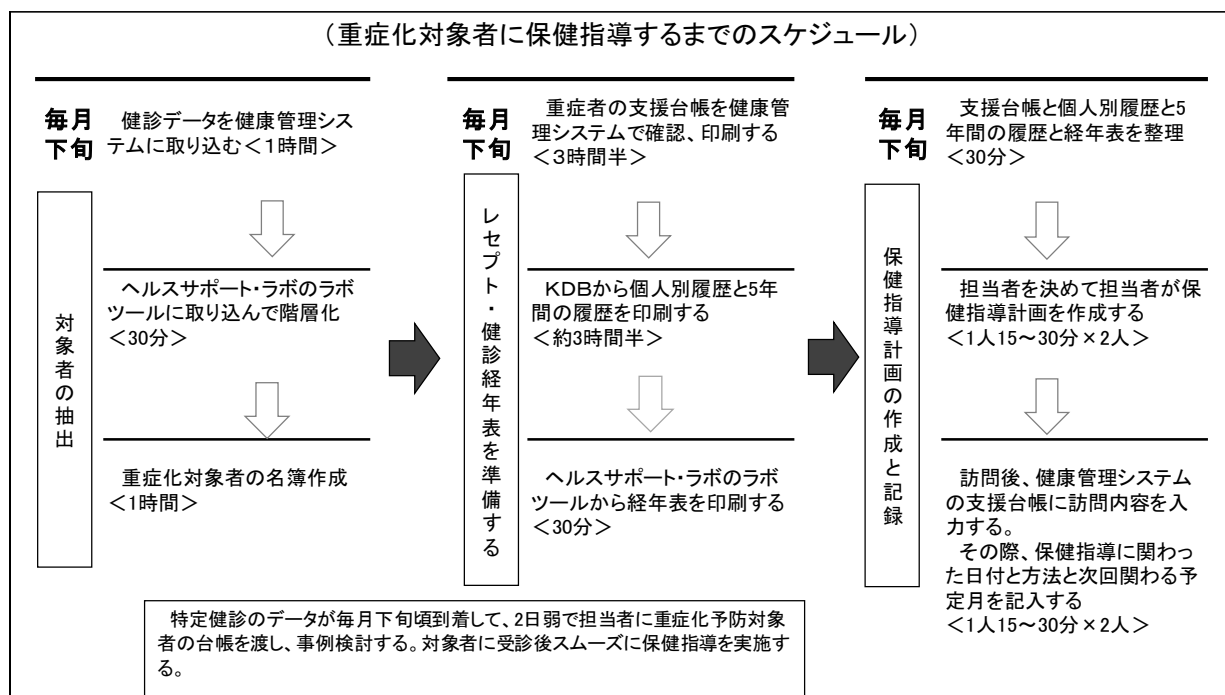 （重症化対象者に保健指導するまでのスケジュール）
毎月
下旬
健診データを健康管理シス
テムに取り込む＜１時間＞
対象者の抽出
ヘルスサポート・ラボのラボ
ツールに取り込んで階層化
＜30分＞
重症化対象者の名簿作成
＜1時間＞
毎月
下旬
重症者の支援台帳を健康管
理システムで確認、印刷する
＜３時間半＞
レセプト・健診経年表を準備する
ＫＤＢから個人別履歴と5年
間の履歴を印刷する
＜約3時間半＞
ヘルスサポート・ラボのラボ
ツールから経年表を印刷する
＜30分＞
毎月
下旬
支援台帳と個人別履歴と5
年間の履歴と経年表を整理
＜30分＞
保健指導計画の作成と記録
担当者を決めて担当者が保
健指導計画を作成する
＜1人15～30分×2人＞
訪問後、健康管理システム
の支援台帳に訪問内容を入
力する。
その際、保健指導に関わっ
た日付と方法と次回関わる予
定月を記入する
＜1人15～30分×2人＞
特定健診のデータが毎月下旬頃到着して、2日弱で担当者に重症化予防対象
者の台帳を渡し、事例検討する。対象者に受診後スムーズに保健指導を実施す
る。